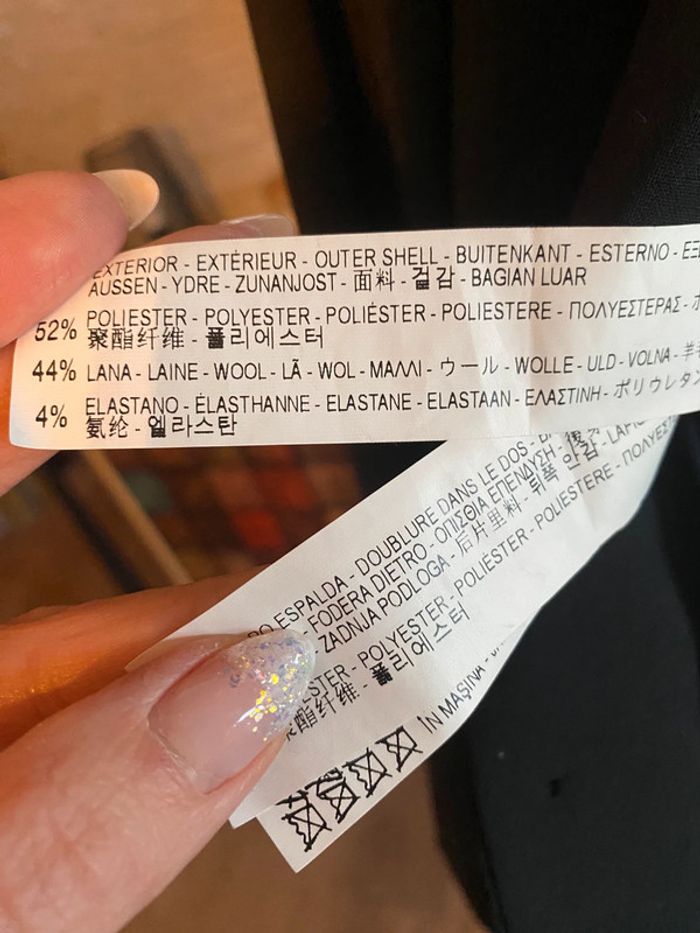 EXTERIOR - EXTÉRIEUR - OUTER SHELL - BUITENKANT - ESTERNO -
AUSSEN - YDRE - ZUNANJOST - 面料 - 겉감 - BAGIAN LUAR
52% POLIESTER - POLYESTER - POLIÉSTER - POLIESTERE - ΠΟΛΥΕΣΤΕΡΑΣ -
聚酯纤维 - 폴리에스터
44% LANA - LAINE - WOOL - LÃ - WOL - ΜΑΛΛΙ - ウール - WOLLE - ULD - VOLNA -
4% ELASTANO - ÉLASTHANNE - ELASTANE - ELASTAAN - ΕΛΑΣΤΙΝΗ - ポリウレタン
氨纶 - 엘라스탄
ESPALDA - DOUBLURE DANS LE DOS -
FODERA DIETRO - ΟΠΙΣΘΙΑ ΕΠΕΝΔΥΣΗ -
ZADNJA PODLOGA - 后片里料 - 뒤폭 안감 -
POLYESTER - POLIÉSTER - POLIESTERE -
聚酯纤维 - 폴리에스터
IN MAȘINA